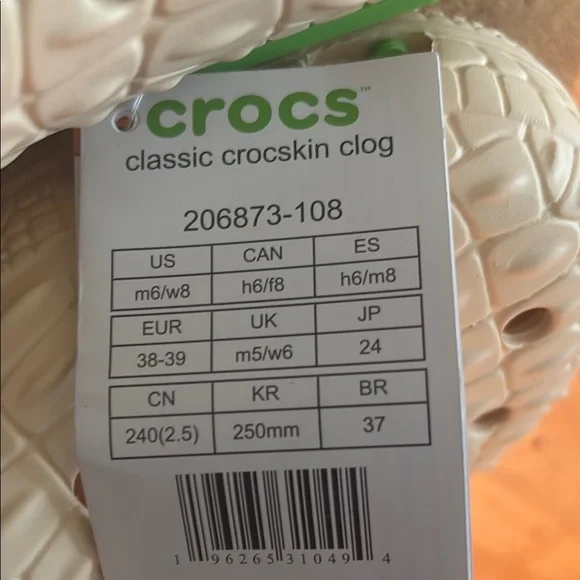 crocs™
classic crocskin clog
206873-108
US CAN ES
m6/w8 h6/f8 h6/m8
EUR UK JP
38-39 m5/w6 24
CN KR BR
240(2.5) 250mm 37
1 96265 31049 4